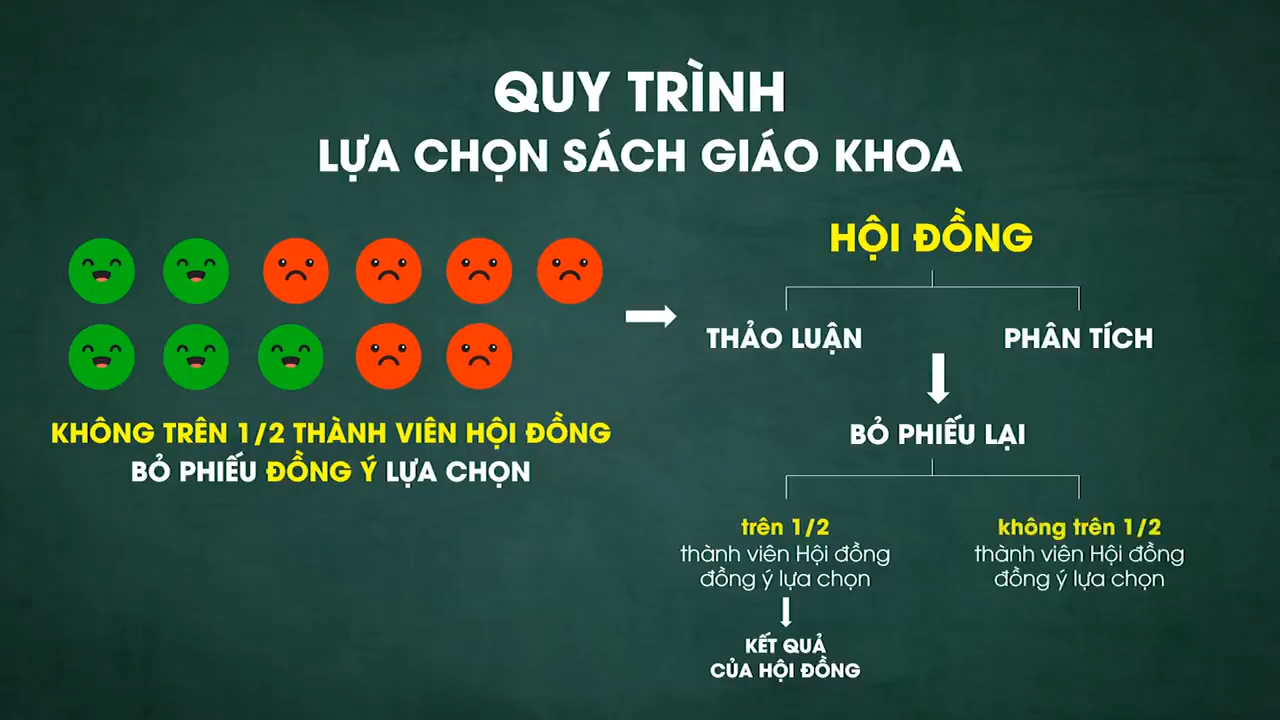 QUY TRÌNH
LỰA CHỌN SÁCH GIÁO KHOA
KHÔNG TRÊN 1/2 THÀNH VIÊN HỘI ĐỒNG
BỎ PHIẾU ĐỒNG Ý LỰA CHỌN
HỘI ĐỒNG
THẢO LUẬN
PHÂN TÍCH
BỎ PHIẾU LẠI
trên 1/2
thành viên Hội đồng
đồng ý lựa chọn
không trên 1/2
thành viên Hội đồng
đồng ý lựa chọn
KẾT QUẢ
CỦA HỘI ĐỒNG